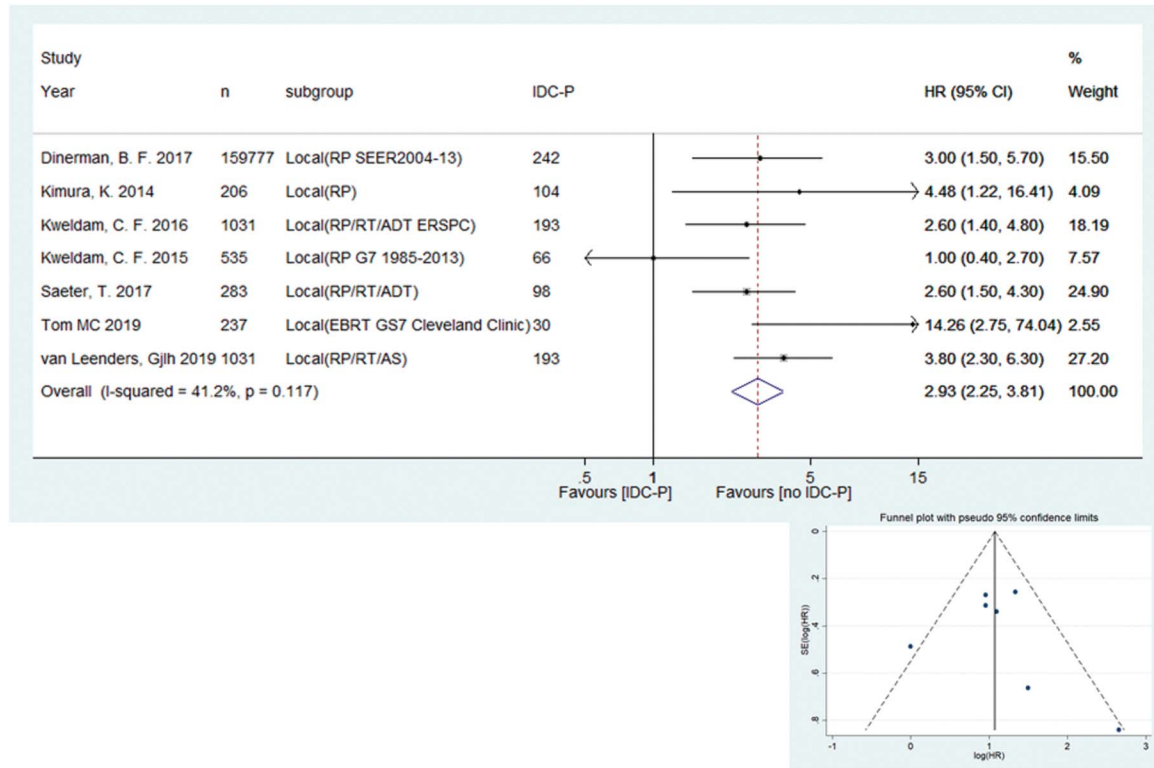 Study %
Year n subgroup IDC-P HR (95% CI) Weight
Dinerman, B. F. 2017 159777 Local(RP SEER2004-13) 242 3.00 (1.50, 5.70) 15.50
Kimura, K. 2014 206 Local(RP) 104 4.48 (1.22, 16.41) 4.09
Kweldam, C. F. 2016 1031 Local(RP/RT/ADT ERSPC) 193 2.60 (1.40, 4.80) 18.19
Kweldam, C. F. 2015 535 Local(RP G7 1985-2013) 66 1.00 (0.40, 2.70) 7.57
Saeter, T. 2017 283 Local(RP/RT/ADT) 98 2.60 (1.50, 4.30) 24.90
Tom MC 2019 237 Local(EBRT GS7 Cleveland Clinic) 30 14.26 (2.75, 74.04) 2.55
van Leenders, Gjlh 2019 1031 Local(RP/RT/AS) 193 3.80 (2.30, 6.30) 27.20
Overall (I-squared = 41.2%, p = 0.117) 2.93 (2.25, 3.81) 100.00
.5 1 5 15
Favours [IDC-P] Favours [no IDC-P]
Funnel plot with pseudo 95% confidence limits
SE(log(HR))
0
.2
.4
.6
.8
-1 0 1 2 3
log(HR)